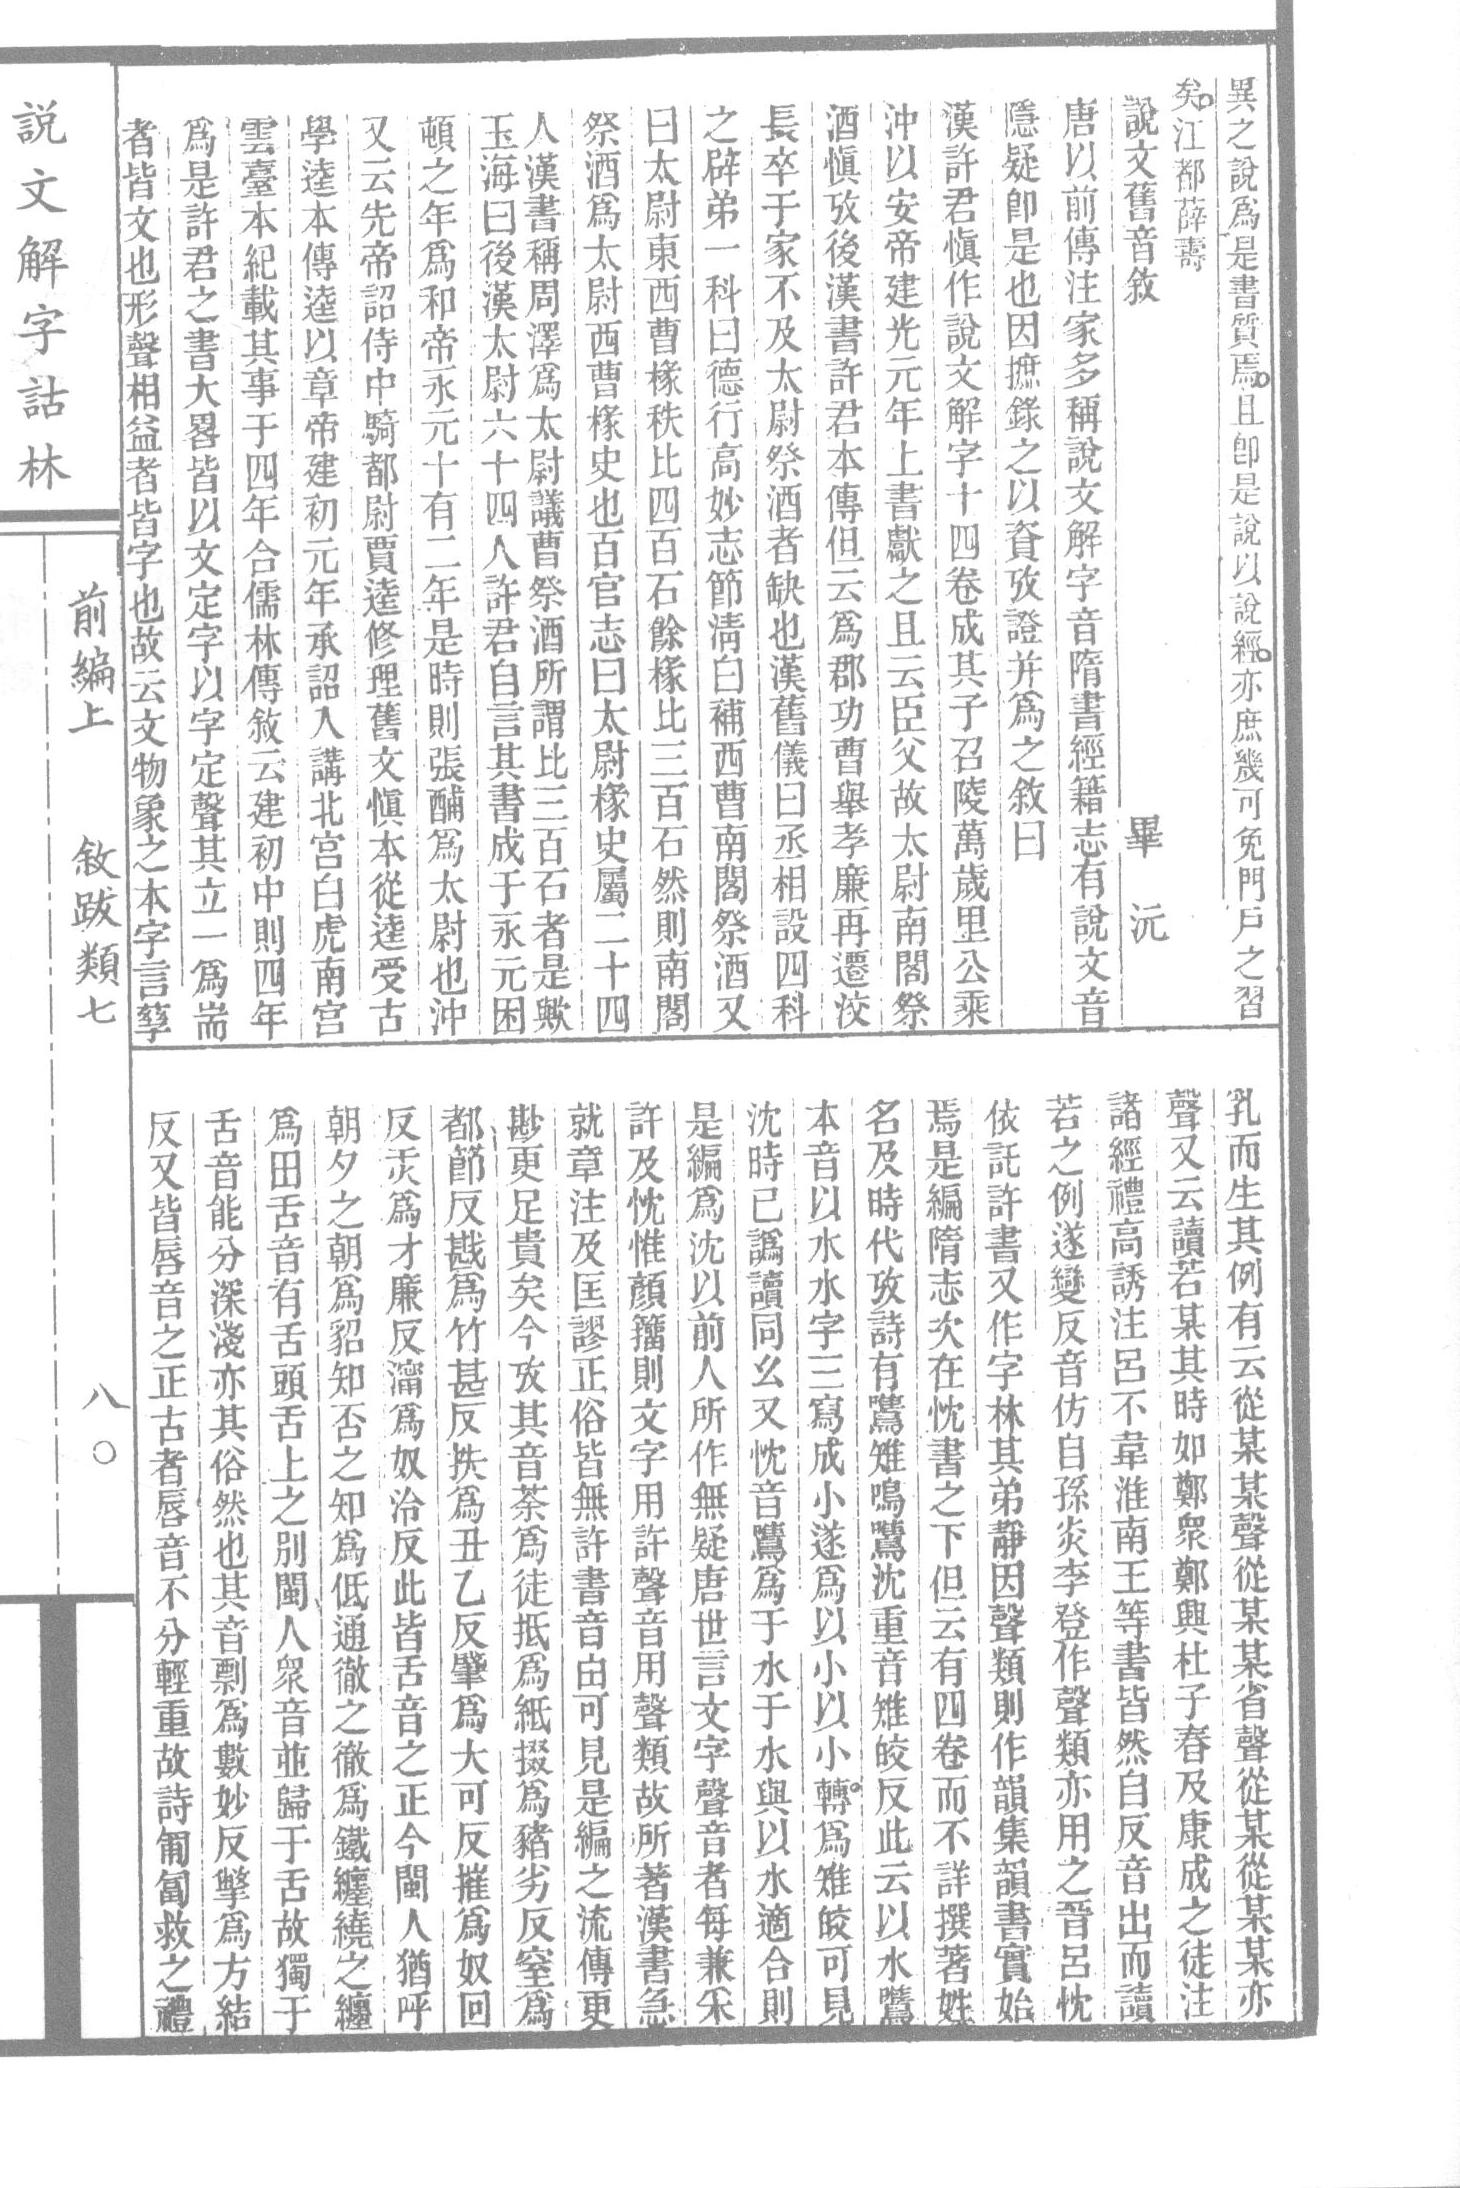 異之說爲是書質焉。且卽是說以說經。亦庶幾可免門戶之習
矣。江都薛壽
說文舊音敘　畢沅
唐以前傳注家多稱說文解字音隋書經籍志有說文音
隱疑卽是也因摭錄之以資攷證并爲之敘曰
漢許君愼作說文解字十四卷成其子召陵萬歲里公乘
沖以安帝建光元年上書獻之且云臣父故太尉南閣祭
酒愼攷後漢書許君本傳但云爲郡功曹舉孝廉再遷洨
長卒于家不及太尉祭酒者缺也漢舊儀曰丞相設四科
之辟弟一科曰德行高妙志節淸白補西曹南閣祭酒又
曰太尉東西曹椽秩比四百石餘椽比三百石然則南閣
祭酒爲太尉西曹椽史也百官志曰太尉椽史屬二十四
人漢書稱周澤爲太尉議曹祭酒所謂比三百石者是歟
玉海曰後漢太尉六十四人許君自言其書成于永元困
頓之年爲和帝永元十有二年是時則張酺爲太尉也沖
又云先帝詔侍中騎都尉賈逵修理舊文愼本從逵受古
學逵本傳逵以章帝建初元年承詔入講北宮白虎南宮
雲臺本紀載其事于四年合儒林傳敘云建初中則四年
爲是許君之書大畧皆以文定字以字定聲其立一爲耑
者皆文也形聲相益者皆字也故云文物象之本字言孳
乳而生其例有云從某某聲從某某省聲從某從某某亦
聲又云讀若某其時如鄭衆鄭興杜子春及康成之徒注
諸經禮高誘注呂不韋淮南王等書皆然自反音出而讀
若之例遂變反音仿自孫炎李登作聲類亦用之晉呂忱
依託許書又作字林其弟靜因聲類則作韻集韻書實始
焉是編隋志次在忱書之下但云有四卷而不詳撰著姓
名及時代攷詩有鷕雉鳴鷕沈重音雉皎反此云以水鷕
本音以水水字三寫成小遂爲以小以小轉。爲雉皎可見
沈時已譌讀同幺又忱音鷕爲于水于水與以水適合則
是編爲沈以前人所作無疑唐世言文字聲音者每兼釆
許及忱惟顏籀則文字用許聲音用聲類故所著漢書急
就章注及匡謬正俗皆無許書音由可見是編之流傳更
尠更足貴矣今攷其音荼爲徒抵爲紙掇爲豬劣反窒爲
都節反戡爲竹甚反抶爲丑乙反肇爲大可反摧爲奴回
反烖爲才廉反濔爲奴治反此皆舌音之正今閩人猶呼
朝夕之朝爲貂知否之知爲低通徹之徹爲鐵纏繞之纏
爲田舌音有舌頭舌上之別閩人衆音並歸于舌故獨于
舌音能分深淺亦其俗然也其音剽爲數妙反擎爲方結
反又皆唇音之正古者唇音不分輕重故詩匍匐救之禮
說文解字詁林
前編上　敘跋類七
八〇